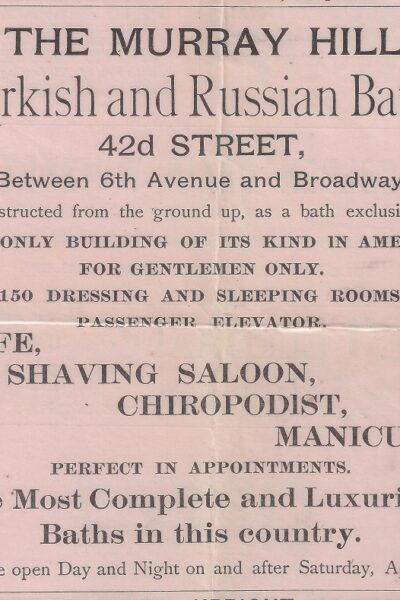 THE MURRAY HILL
rkish and Russian Ba
42d STREET,
Between 6th Avenue and Broadway
structed from the ground up, as a bath exclusi
ONLY BUILDING OF ITS KIND IN AME
FOR GENTLEMEN ONLY.
150 DRESSING AND SLEEPING ROOMS
PASSENGER ELEVATOR.
FE,
SHAVING SALOON,
CHIROPODIST,
MANICU
PERFECT IN APPOINTMENTS.
e Most Complete and Luxuri
Baths in this country.
e open Day and Night on and after Saturday, A